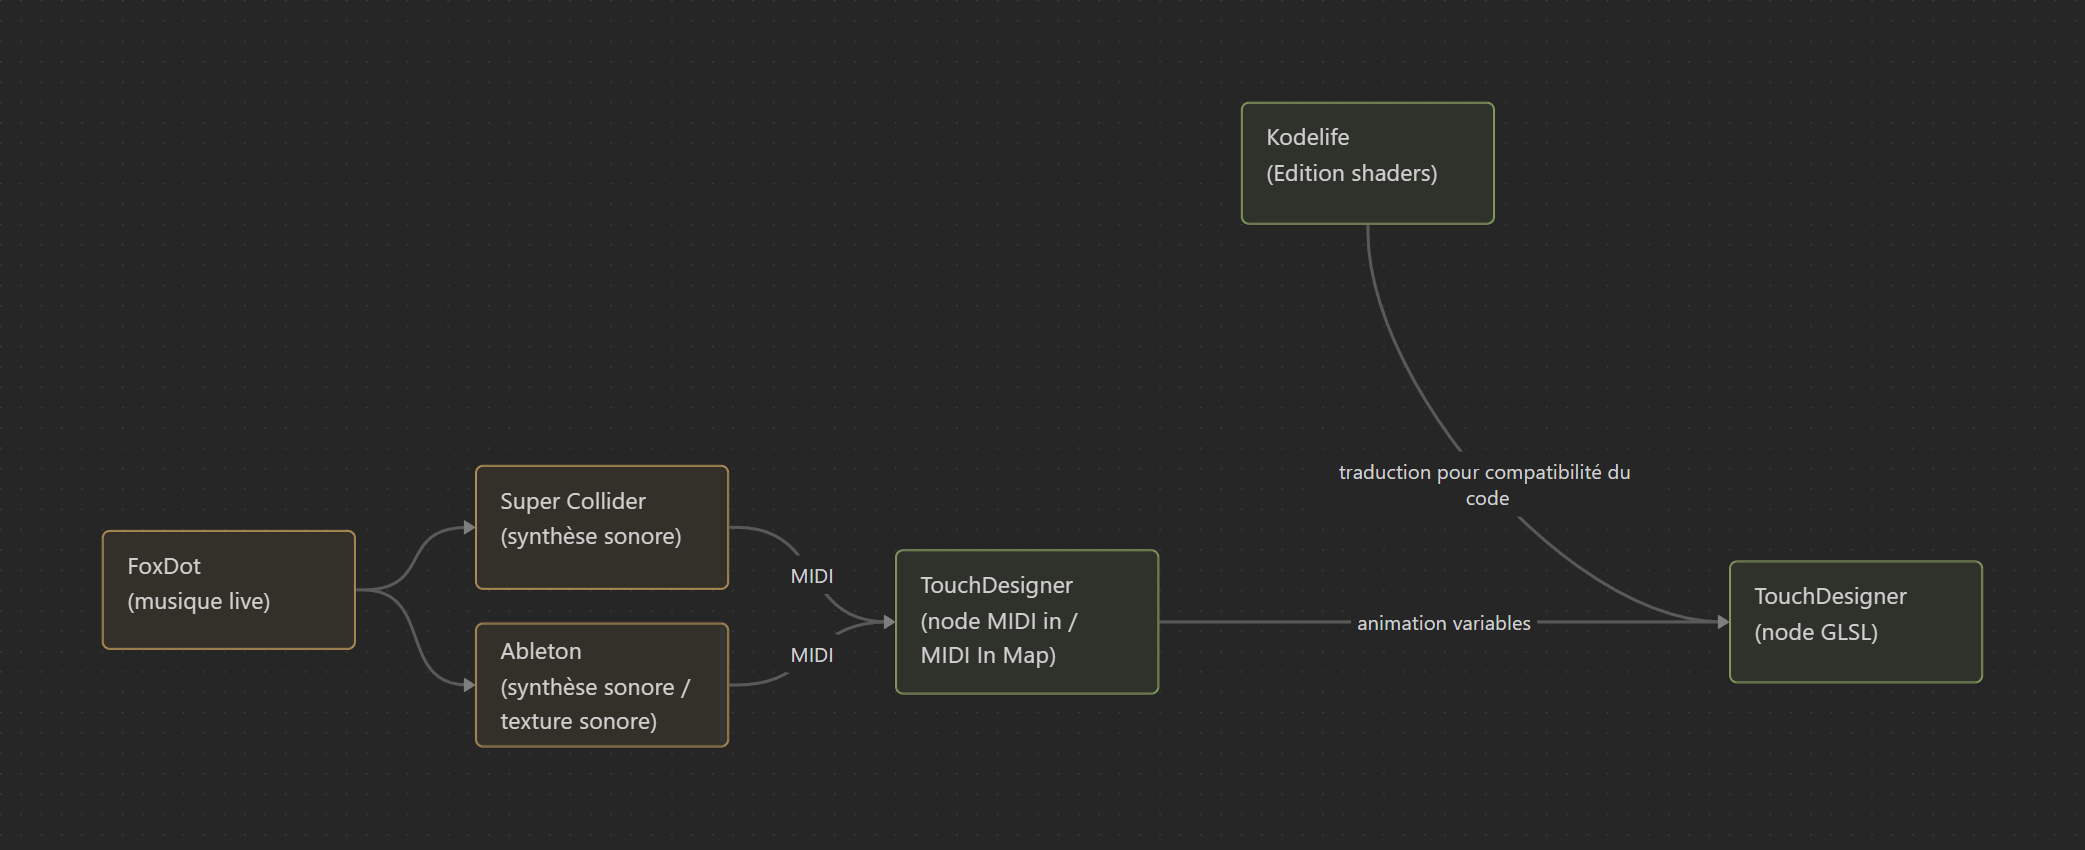 Kodelife
(Edition shaders)
traduction pour compatibilité du
code
Super Collider
(synthèse sonore)
FoxDot
(musique live)
MIDI
TouchDesigner
(node MIDI in /
MIDI In Map)
animation variables
TouchDesigner
(node GLSL)
Ableton
(synthèse sonore /
texture sonore)
MIDI